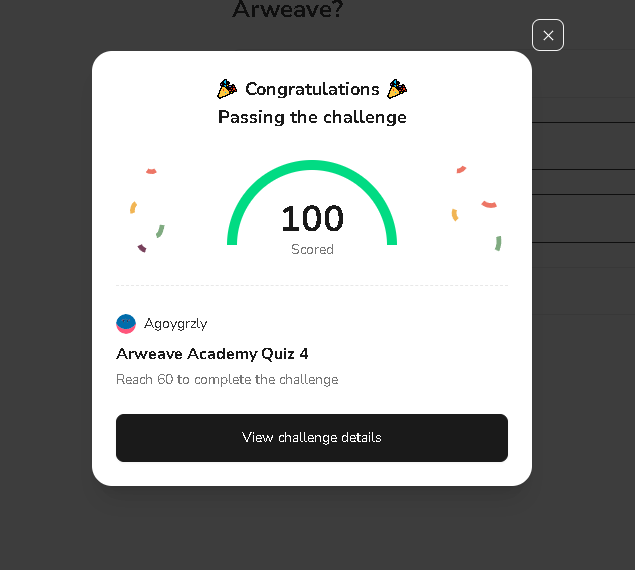 Arweave?
Congratulations
Passing the challenge
100
Scored
Agoygrzly
Arweave Academy Quiz 4
Reach 60 to complete the challenge
View challenge details